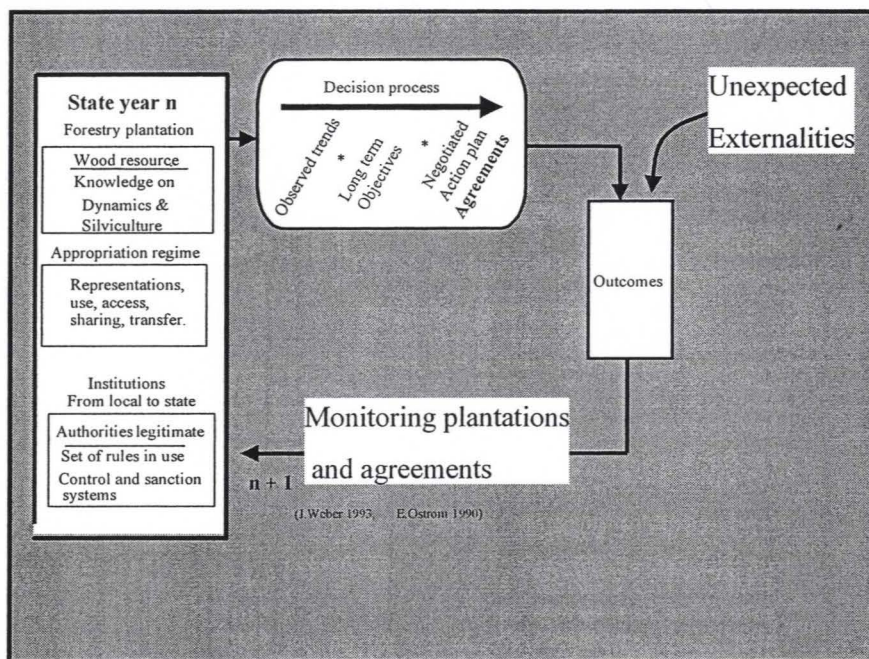 State year n
Forestry plantation
Wood resource
Knowledge on
Dynamics &
Silviculture
Appropriation regime
Representations,
use, access,
sharing, transfer.
Institutions
From local to state
Authorities legitimate
Set of rules in use
Control and sanction
systems
Decision process
Observed trends
*
Long term
Objectives
*
Negotiated
Action plan
Agreements
Unexpected
Externalities
Outcomes
Monitoring plantations
and agreements
n + 1
(J.Weber 1993, E.Ostrom 1990)